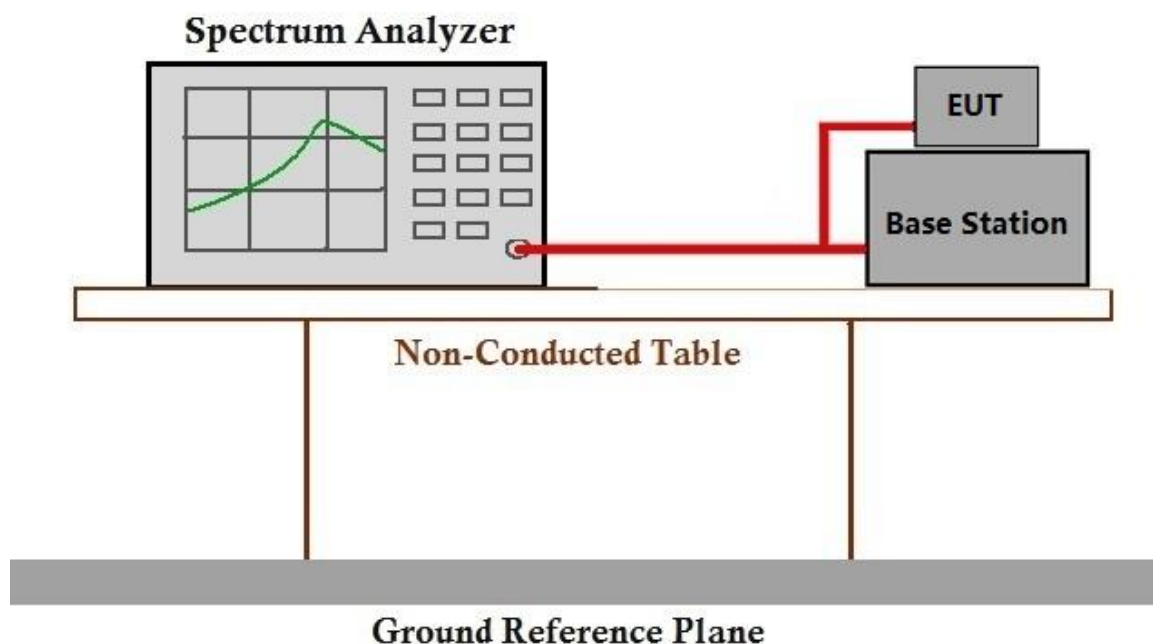 Spectrum Analyzer
EUT
Base Station
Non-Conducted Table
Ground Reference Plane